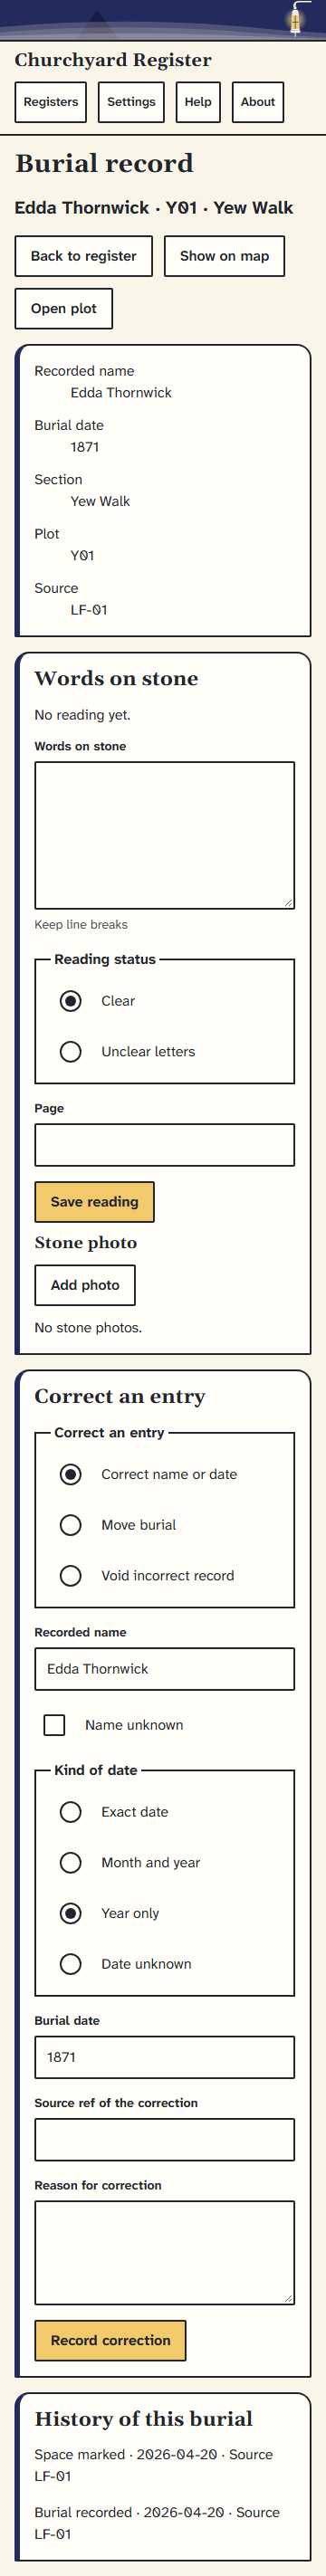 Churchyard Register
Registers Settings Help About
Burial record
Edda Thornwick · Y01 · Yew Walk
Back to register Show on map
Open plot
Recorded name
Edda Thornwick
Burial date
1871
Section
Yew Walk
Plot
Y01
Source
LF-01
Words on stone
No reading yet.
Words on stone
Keep line breaks
Reading status
Clear
Unclear letters
Page
Save reading
Stone photo
Add photo
No stone photos.
Correct an entry
Correct an entry
Correct name or date
Move burial
Void incorrect record
Recorded name
Edda Thornwick
Name unknown
Kind of date
Exact date
Month and year
Year only
Date unknown
Burial date
1871
Source ref of the correction
Reason for correction
Record correction
History of this burial
Space marked · 2026-04-20 · Source
LF-01
Burial recorded · 2026-04-20 · Source
LF-01